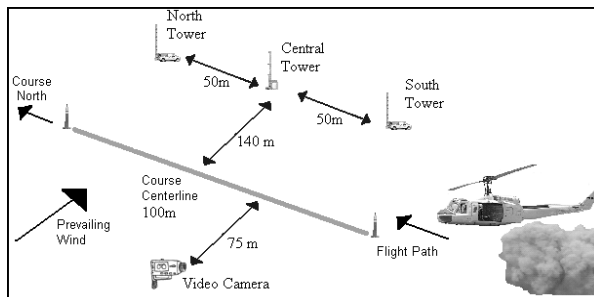 North
Tower
Central
Tower
50m
Course
North
South
Tower
50m
140 m
Course
Centerline
100m
Prevailing
Wind
75 m
Flight Path
Video Camera